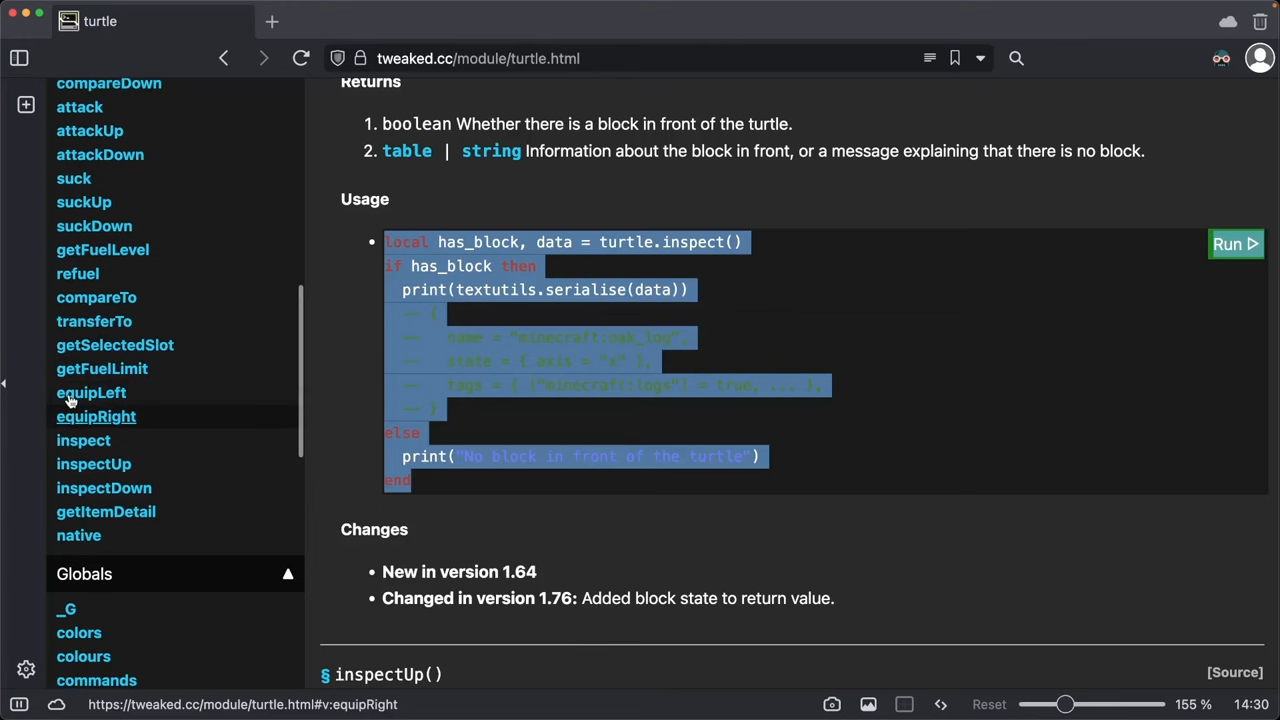 turtle
tweaked.cc/module/turtle.html
compareDown
attack
attackUp
attackDown
suck
suckUp
suckDown
getFuelLevel
refuel
compareTo
transferTo
getSelectedSlot
getFuelLimit
equipLeft
equipRight
inspect
inspectUp
inspectDown
getItemDetail
native
Globals
_G
colors
colours
commands
Returns
1. boolean Whether there is a block in front of the turtle.
2. table | string Information about the block in front, or a message explaining that there is no block.
Usage
• local has_block, data = turtle.inspect()
if has_block then
print(textutils.serialise(data))
-- {
--   name = "minecraft:oak_log",
--   state = { axis = "x" },
--   tags = { ["minecraft:logs"] = true, ... },
-- }
else
print("No block in front of the turtle")
end
Run ▷
Changes
• New in version 1.64
• Changed in version 1.76: Added block state to return value.
§ inspectUp()
[Source]
https://tweaked.cc/module/turtle.html#v:equipRight
Reset
155 %
14:30